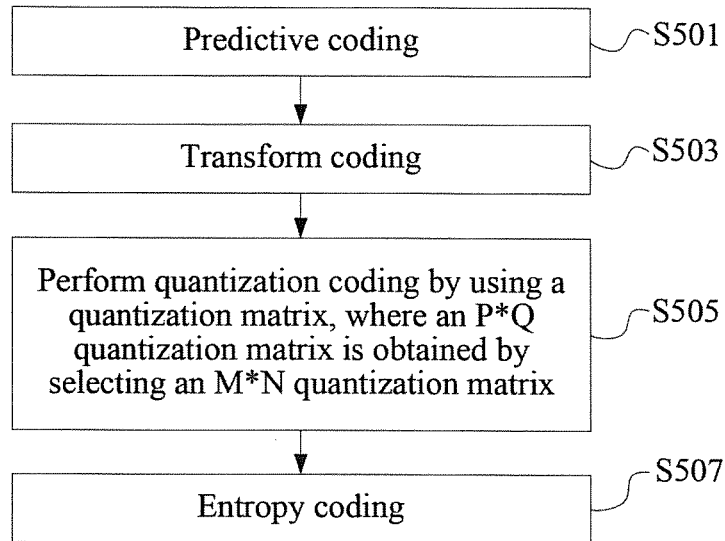 Predictive coding
S501
Transform coding
S503
Perform quantization coding by using a
quantization matrix, where an P*Q
quantization matrix is obtained by
selecting an M*N quantization matrix
S505
Entropy coding
S507